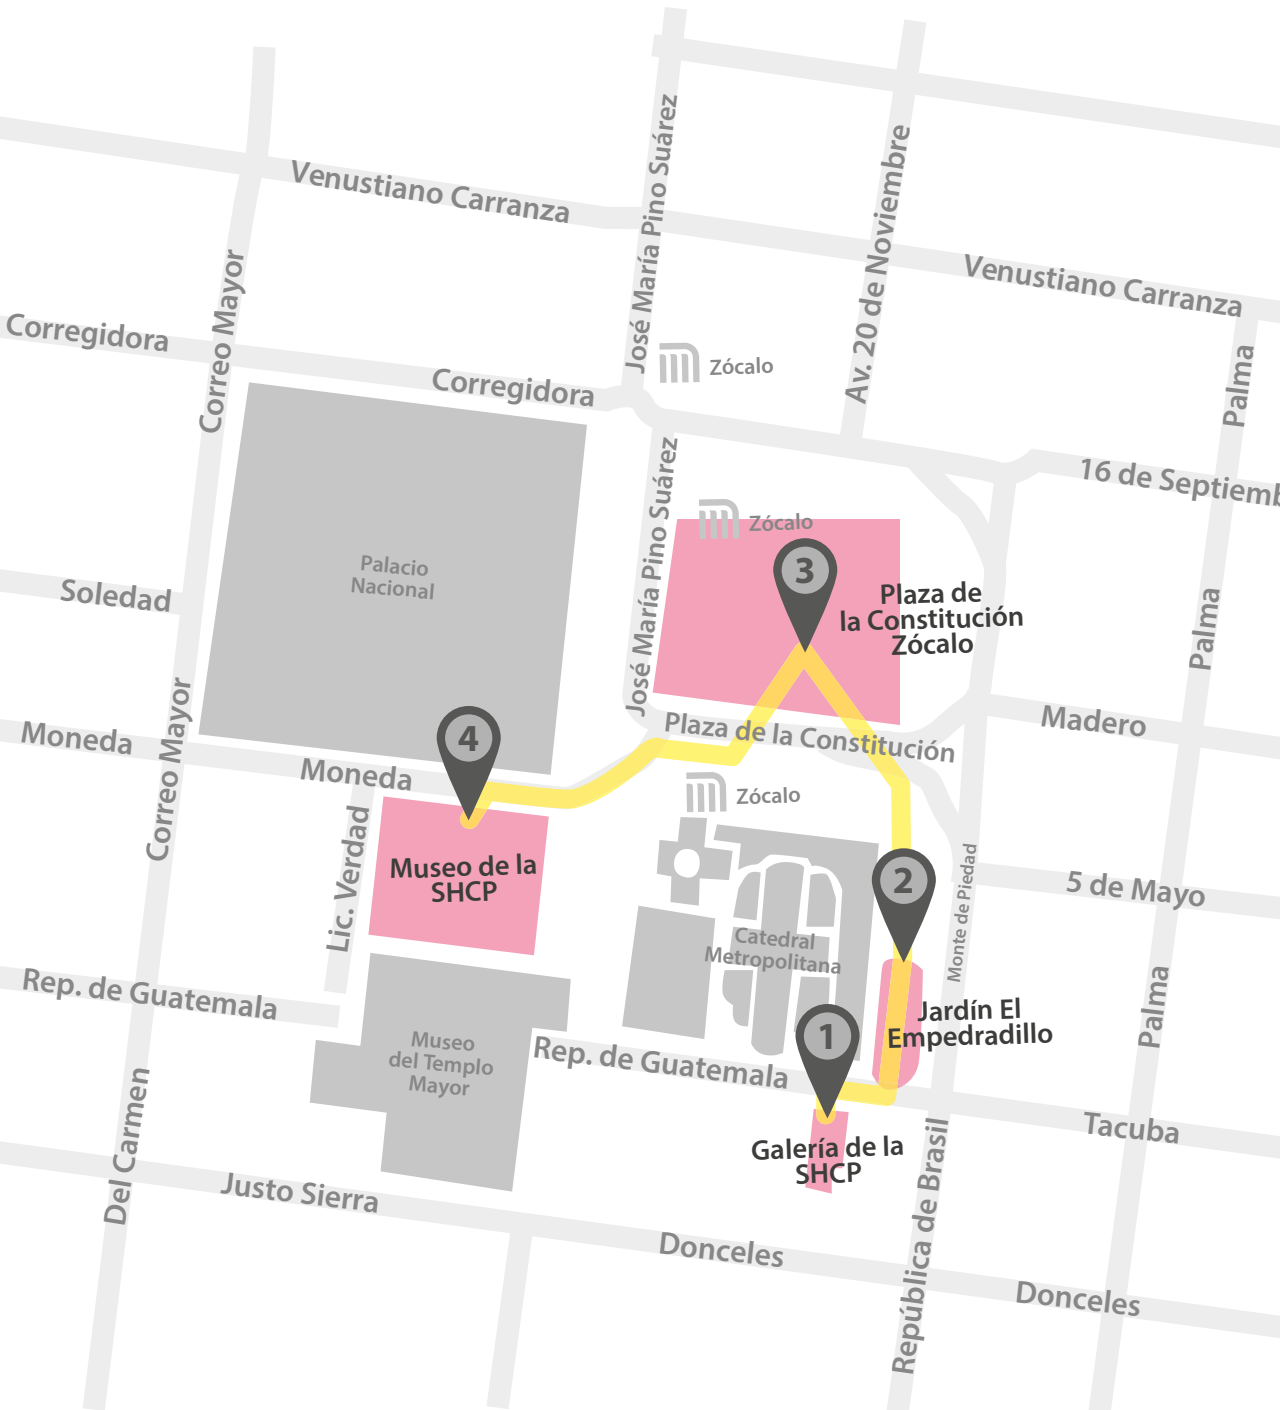 Venustiano Carranza
José María Pino Suárez
Av. 20 de Noviembre
Venustiano Carranza
Correo Mayor
Corregidora
Corregidora
Zócalo
Palma
16 de Septiemb
José María Pino Suárez
Zócalo
3
Palacio
Nacional
Plaza de
la Constitución
Zócalo
Soledad
Palma
Correo Mayor
Moneda
4
Plaza de la Constitución
Madero
Moneda
Zócalo
Lic. Verdad
Museo de la
SHCP
2
Monte de Piedad
5 de Mayo
Catedral
Metropolitana
Rep. de Guatemala
Palma
Jardín El
Empedradillo
1
Museo
del Templo
Mayor
Rep. de Guatemala
Tacuba
Del Carmen
Galería de la
SHCP
República de Brasil
Justo Sierra
Donceles
Donceles